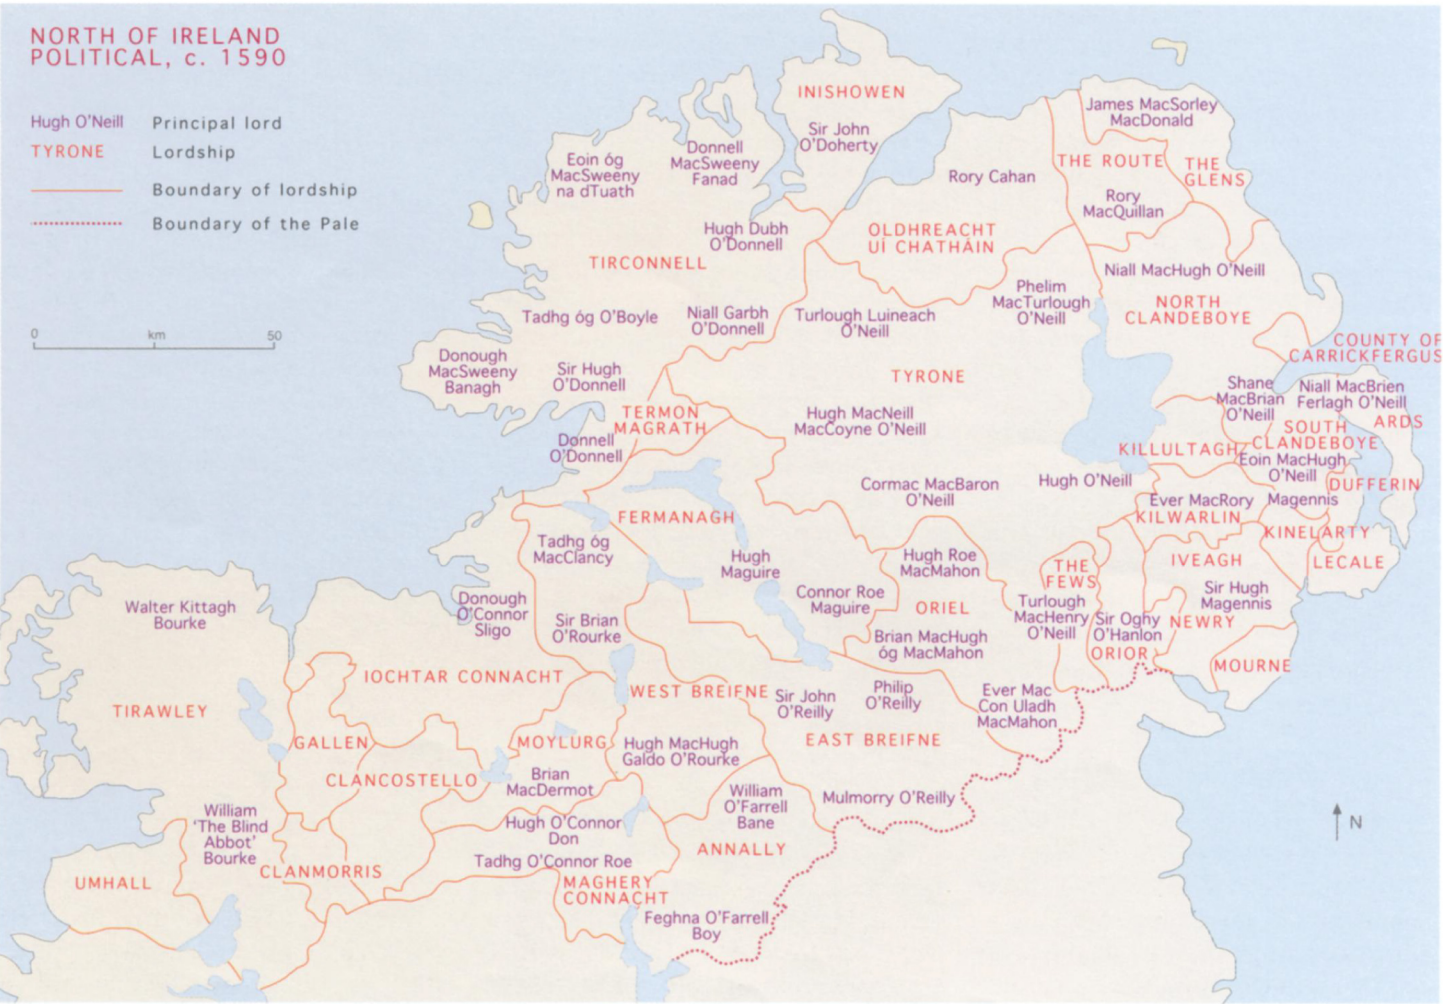 NORTH OF IRELAND
POLITICAL, c. 1590
Hugh O'Neill Principal lord
TYRONE Lordship
Boundary of lordship
Boundary of the Pale
0 km 50
INISHOWEN
Sir John
O'Doherty
James MacSorley
MacDonald
THE ROUTE
THE
GLENS
Rory
MacQuillan
Rory Cahan
OLDHREACHT
UÍ CHATHÁIN
Eoin óg
MacSweeny
na dTuath
Donnell
MacSweeny
Fanad
Hugh Dubh
O'Donnell
TIRCONNELL
Tadhg óg O'Boyle
Niall Garbh
O'Donnell
Donough
MacSweeny
Banagh
Sir Hugh
O'Donnell
Donnell
O'Donnell
TERMON
MAGRATH
Turlough Luineach
O'Neill
Phelim
MacTurlough
O'Neill
TYRONE
Hugh MacNeill
MacCoyne O'Neill
Cormac MacBaron
O'Neill
Hugh O'Neill
Niall MacHugh O'Neill
NORTH
CLANDEBOYE
COUNTY OF
CARRICKFERGUS
Shane
MacBrian
O'Neill
Niall MacBrien
Ferlagh O'Neill
ARDS
SOUTH
CLANDEBOYE
KILLULTAGH
Eoin MacHugh
O'Neill
DUFFERIN
Ever MacRory
Magennis
KILWARLIN
KINELARTY
LECALE
IVEAGH
Sir Hugh
Magennis
NEWRY
MOURNE
THE
FEWS
Turlough
MacHenry
O'Neill
Sir Oghy
O'Hanlon
ORIOR
FERMANAGH
Hugh
Maguire
Connor Roe
Maguire
Hugh Roe
MacMahon
ORIEL
Brian MacHugh
óg MacMahon
Ever Mac
Con Uladh
MacMahon
Tadhg óg
MacClancy
Donough
O'Connor
Sligo
Sir Brian
O'Rourke
WEST BREIFNE
Sir John
O'Reilly
Philip
O'Reilly
EAST BREIFNE
Mulmorry O'Reilly
Hugh MacHugh
Galdo O'Rourke
Walter Kittagh
Bourke
TIRAWLEY
IOCHTAR CONNACHT
GALLEN
CLANCOSTELLO
MOYLURG
Brian
MacDermot
Hugh O'Connor
Don
Tadhg O'Connor Roe
MAGHERY
CONNACHT
William
O'Farrell
Bane
ANNALLY
Feghna O'Farrell
Boy
William
'The Blind
Abbot'
Bourke
CLANMORRIS
UMHALL
N